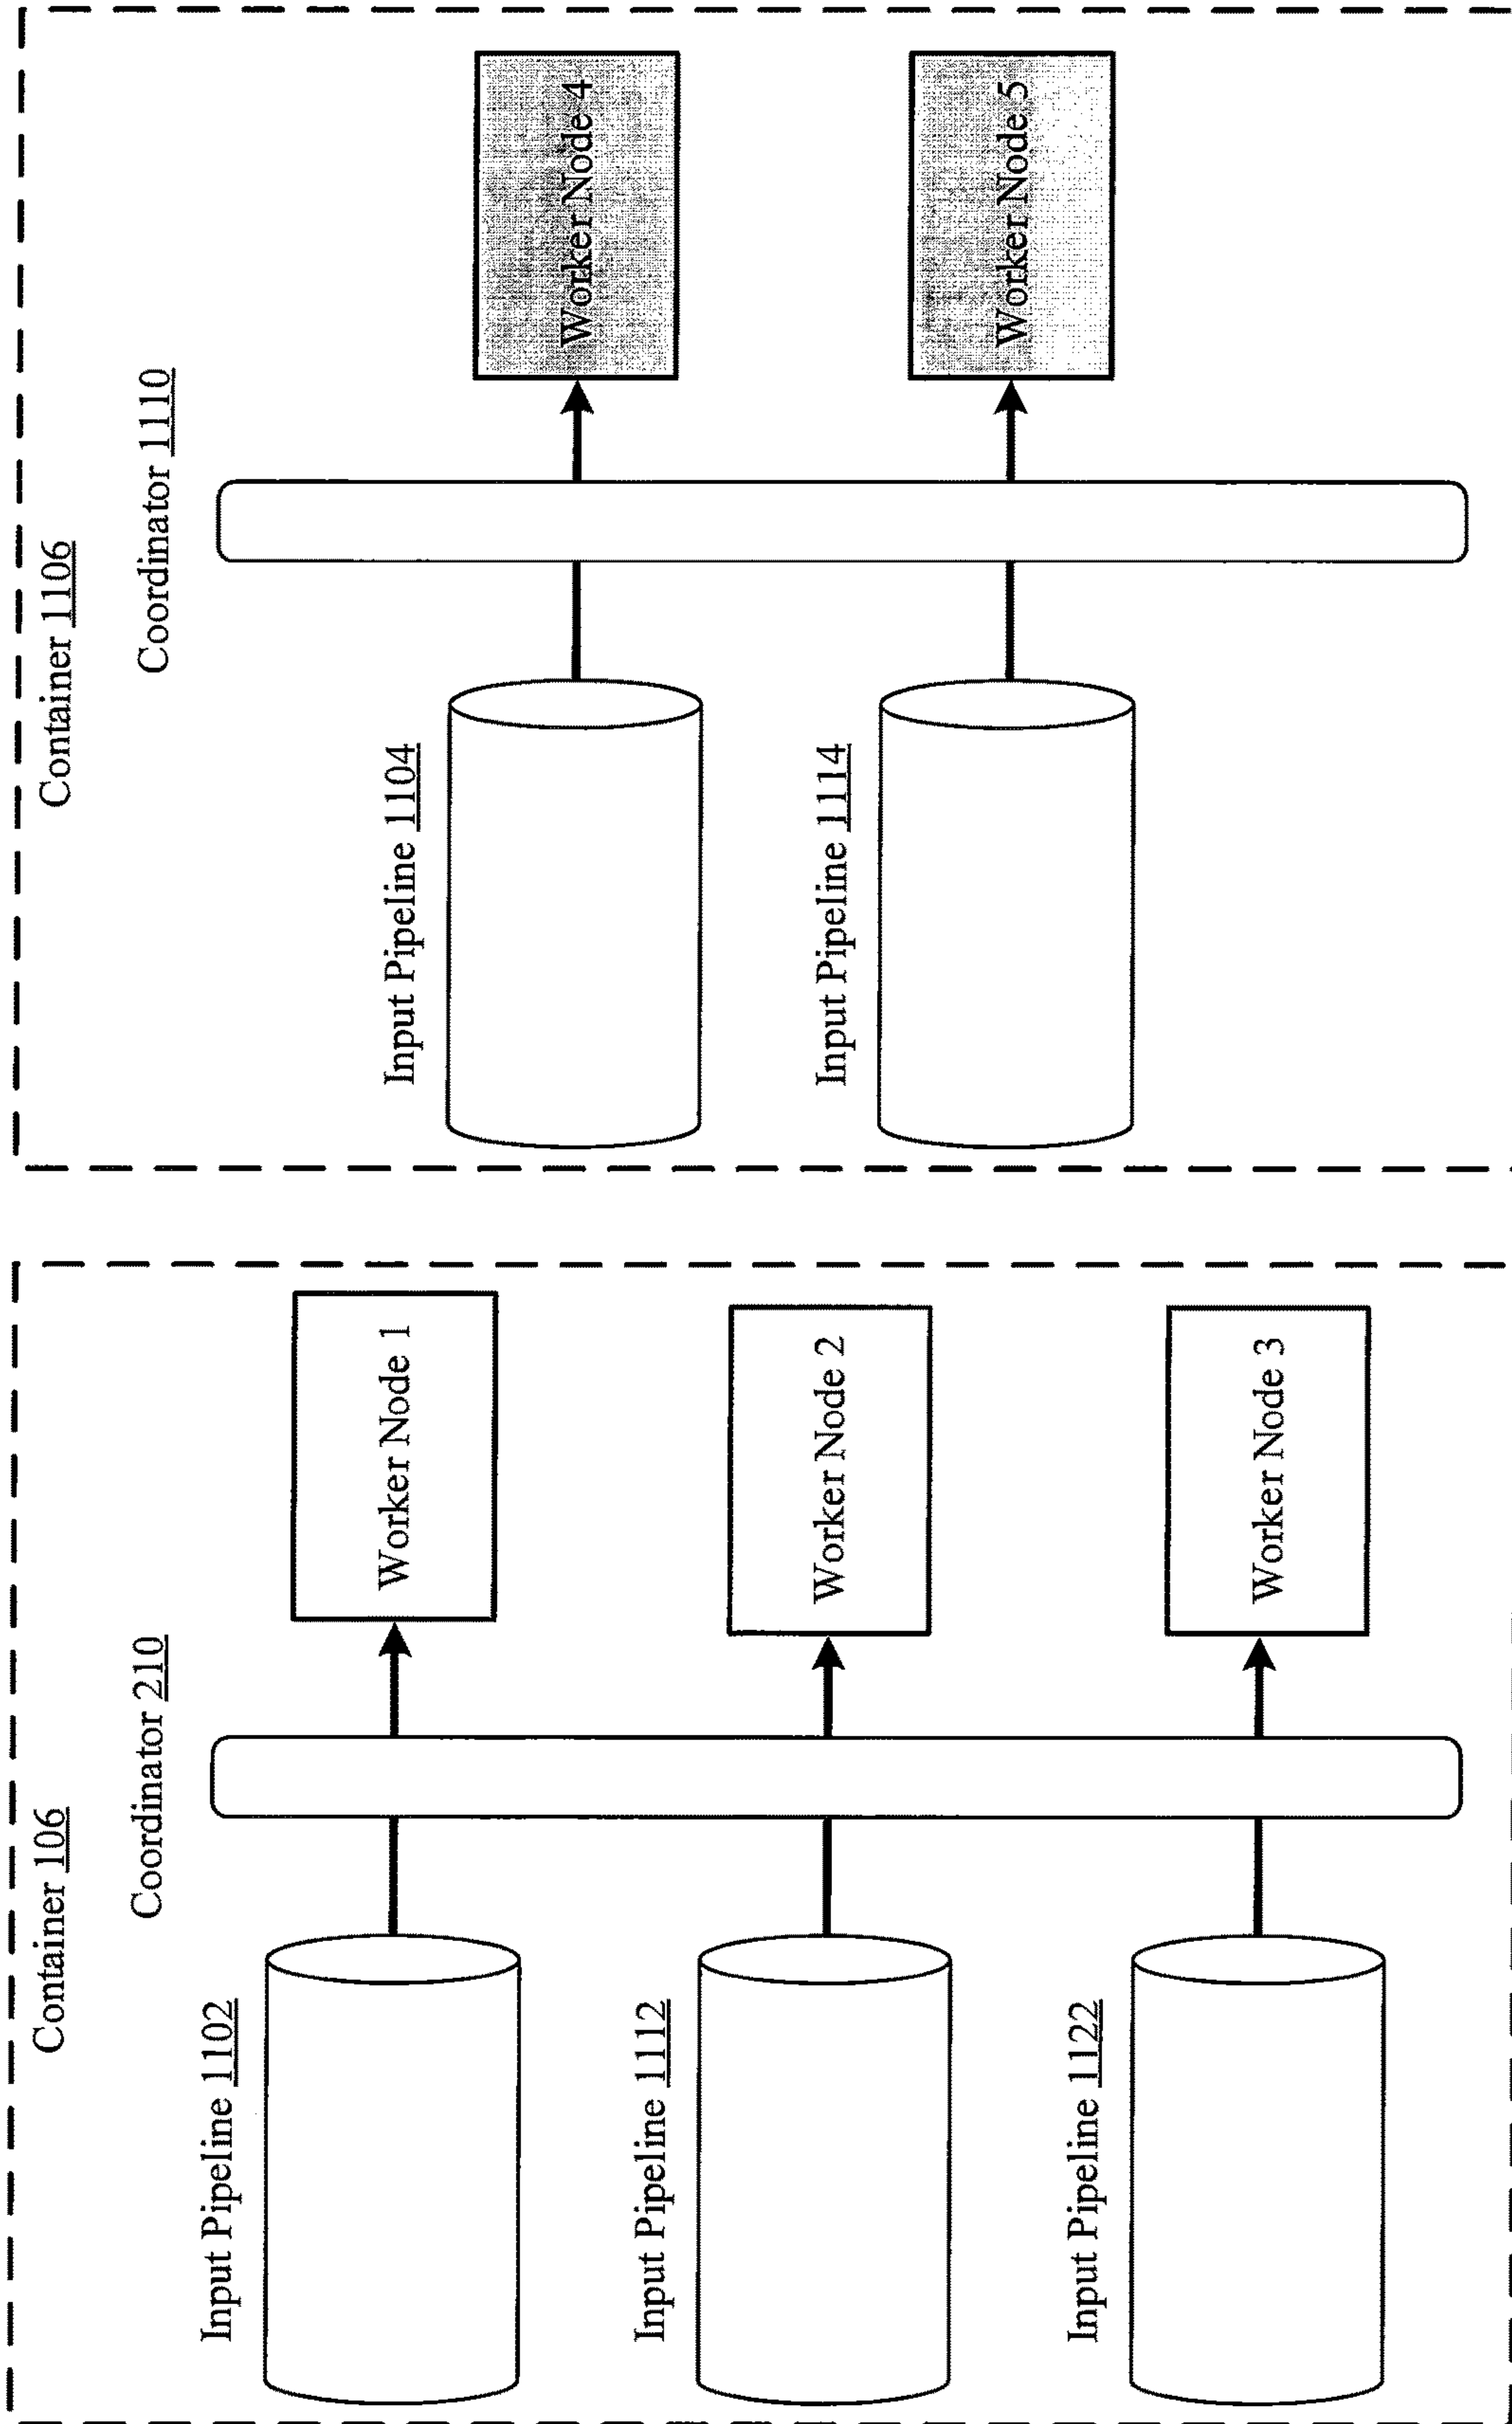 Container 106
Coordinator 210
Input Pipeline 1102
Worker Node 1
Input Pipeline 1112
Worker Node 2
Input Pipeline 1122
Worker Node 3
Container 1106
Coordinator 1110
Input Pipeline 1104
Worker Node 4
Input Pipeline 1114
Worker Node 5